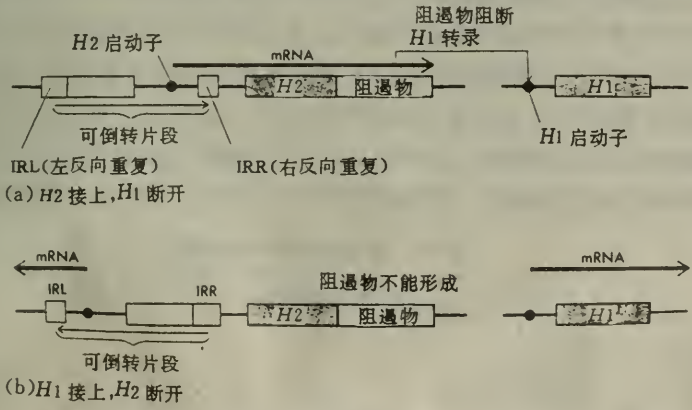 阻遏物阻断
H1 转录
H2 启动子
mRNA
H2
阻遏物
H1
可倒转片段
H1 启动子
IRL(左反向重复)
IRR(右反向重复)
(a) H2 接上,H1 断开
mRNA
mRNA
IRL
IRR
阻遏物不能形成
H2
阻遏物
H1
可倒转片段
(b) H1 接上,H2 断开